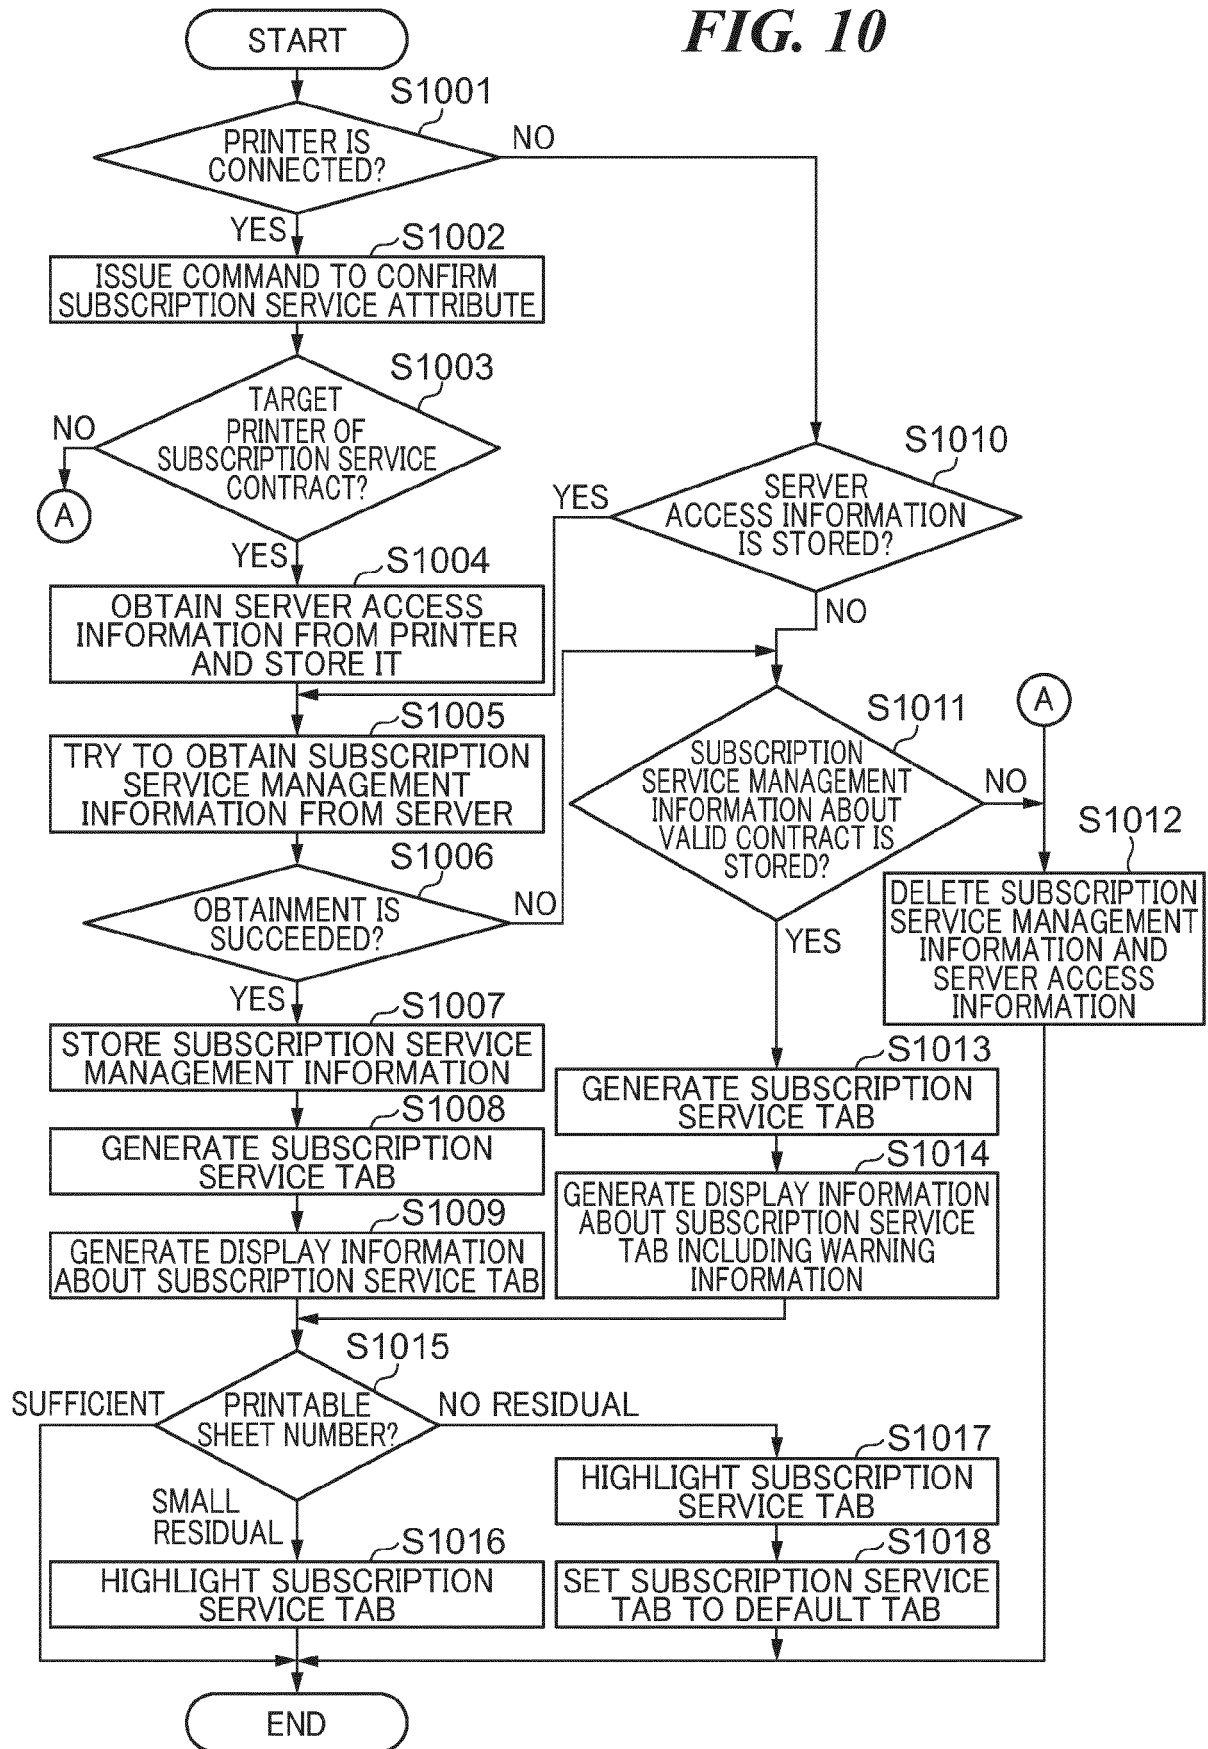 FIG. 10
START
S1001
PRINTER IS
CONNECTED?
NO
YES
S1002
ISSUE COMMAND TO CONFIRM
SUBSCRIPTION SERVICE ATTRIBUTE
S1003
TARGET
PRINTER OF
SUBSCRIPTION SERVICE
CONTRACT?
NO
A
YES
S1004
OBTAIN SERVER ACCESS
INFORMATION FROM PRINTER
AND STORE IT
S1005
TRY TO OBTAIN SUBSCRIPTION
SERVICE MANAGEMENT
INFORMATION FROM SERVER
S1006
OBTAINMENT IS
SUCCEEDED?
NO
YES
S1007
STORE SUBSCRIPTION SERVICE
MANAGEMENT INFORMATION
S1008
GENERATE SUBSCRIPTION
SERVICE TAB
S1009
GENERATE DISPLAY INFORMATION
ABOUT SUBSCRIPTION SERVICE TAB
S1010
SERVER
ACCESS INFORMATION
IS STORED?
YES
NO
S1011
SUBSCRIPTION
SERVICE MANAGEMENT
INFORMATION ABOUT
VALID CONTRACT IS
STORED?
NO
YES
A
S1012
DELETE SUBSCRIPTION
SERVICE MANAGEMENT
INFORMATION AND
SERVER ACCESS
INFORMATION
S1013
GENERATE SUBSCRIPTION
SERVICE TAB
S1014
GENERATE DISPLAY INFORMATION
ABOUT SUBSCRIPTION SERVICE
TAB INCLUDING WARNING
INFORMATION
S1015
PRINTABLE
SHEET NUMBER?
SUFFICIENT
NO RESIDUAL
SMALL
RESIDUAL
S1016
HIGHLIGHT SUBSCRIPTION
SERVICE TAB
S1017
HIGHLIGHT SUBSCRIPTION
SERVICE TAB
S1018
SET SUBSCRIPTION SERVICE
TAB TO DEFAULT TAB
END